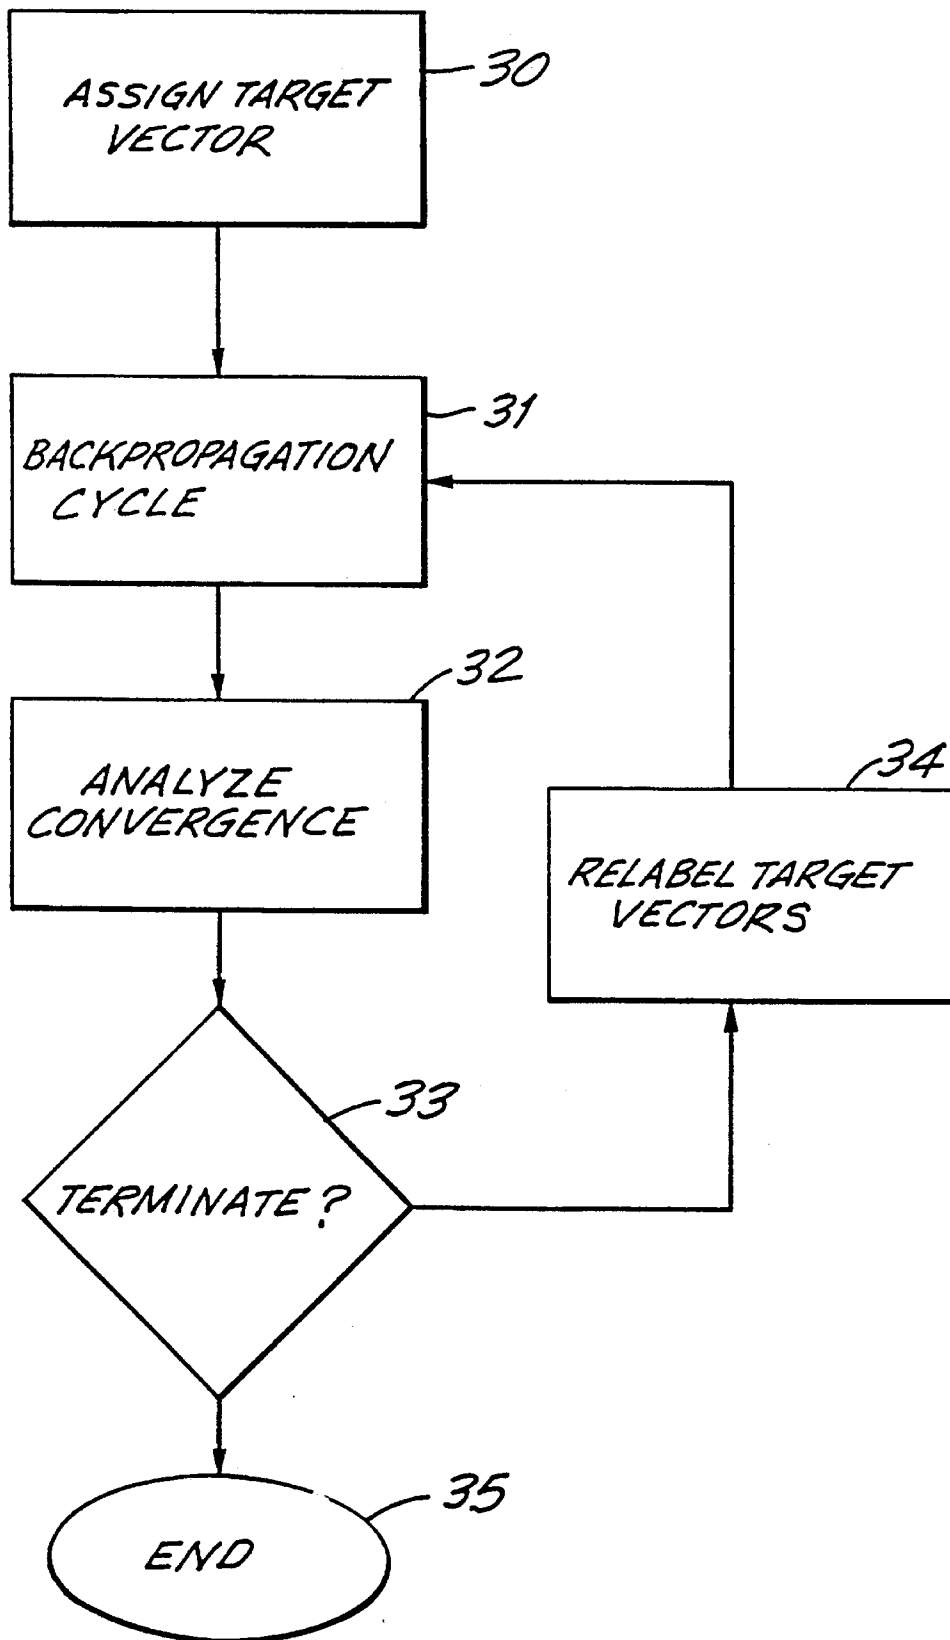 ASSIGN TARGET
VECTOR
30
BACKPROPAGATION
CYCLE
31
32
ANALYZE
CONVERGENCE
34
RELABEL TARGET
VECTORS
33
TERMINATE?
35
END